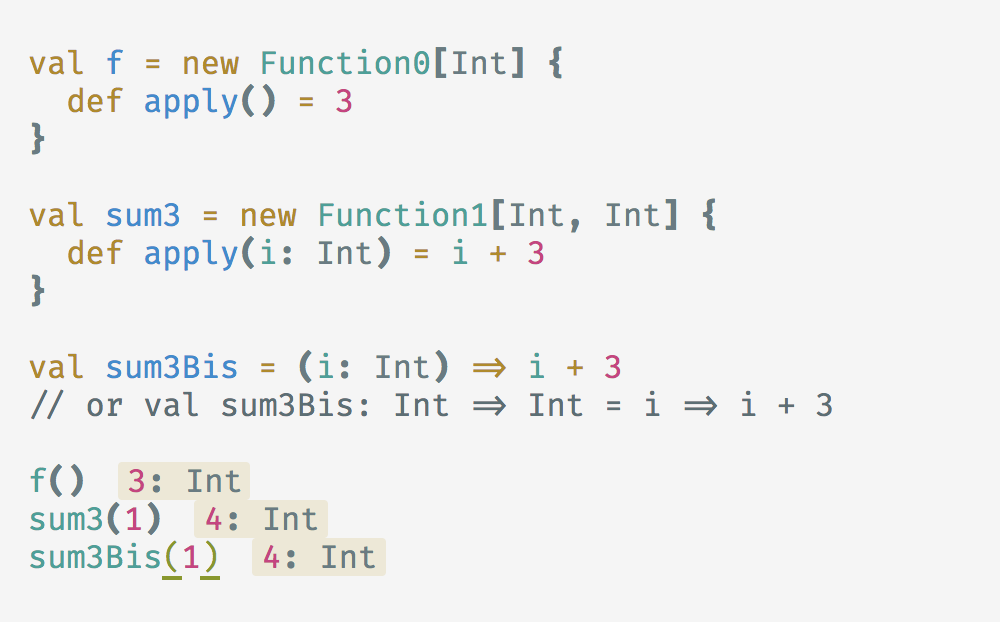 val f = new Function0[Int] {
  def apply() = 3
}

val sum3 = new Function1[Int, Int] {
  def apply(i: Int) = i + 3
}

val sum3Bis = (i: Int) ⇒ i + 3
// or val sum3Bis: Int ⇒ Int = i ⇒ i + 3

f() 3: Int
sum3(1) 4: Int
sum3Bis(1) 4: Int